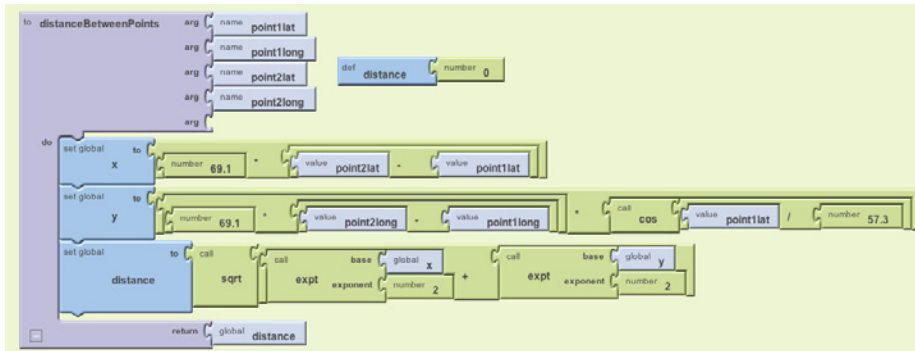 to distanceBetweenPoints arg name point1lat
arg name point1long
arg name point2lat
arg name point2long
arg
def distance number 0
do
set global x to number 69.1 * value point2lat - value point1lat
set global y to number 69.1 * value point2long - value point1long * call cos value point1lat / number 57.3
set global distance to call sqrt call expt base global x exponent number 2 + call expt base global y exponent number 2
return global distance